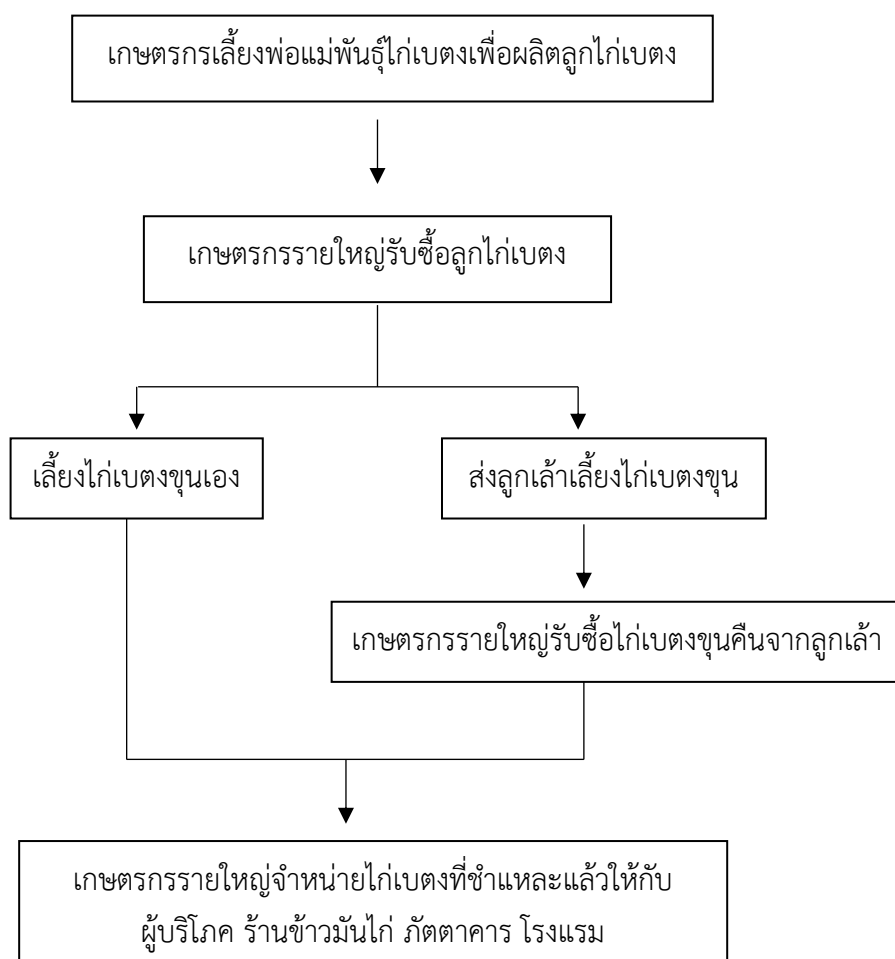 เกษตรกรเลี้ยงพ่อแม่พันธุ์ไก่เบตงเพื่อผลิตลูกไก่เบตง
เกษตรกรรายใหญ่รับซื้อลูกไก่เบตง
เลี้ยงไก่เบตงขุนเอง
ส่งลูกเล้าเลี้ยงไก่เบตงขุน
เกษตรกรรายใหญ่รับซื้อไก่เบตงขุนคืนจากลูกเล้า
เกษตรกรรายใหญ่จำหน่ายไก่เบตงที่ชำแหละแล้วให้กับ
ผู้บริโภค ร้านข้าวมันไก่ ภัตตาคาร โรงแรม